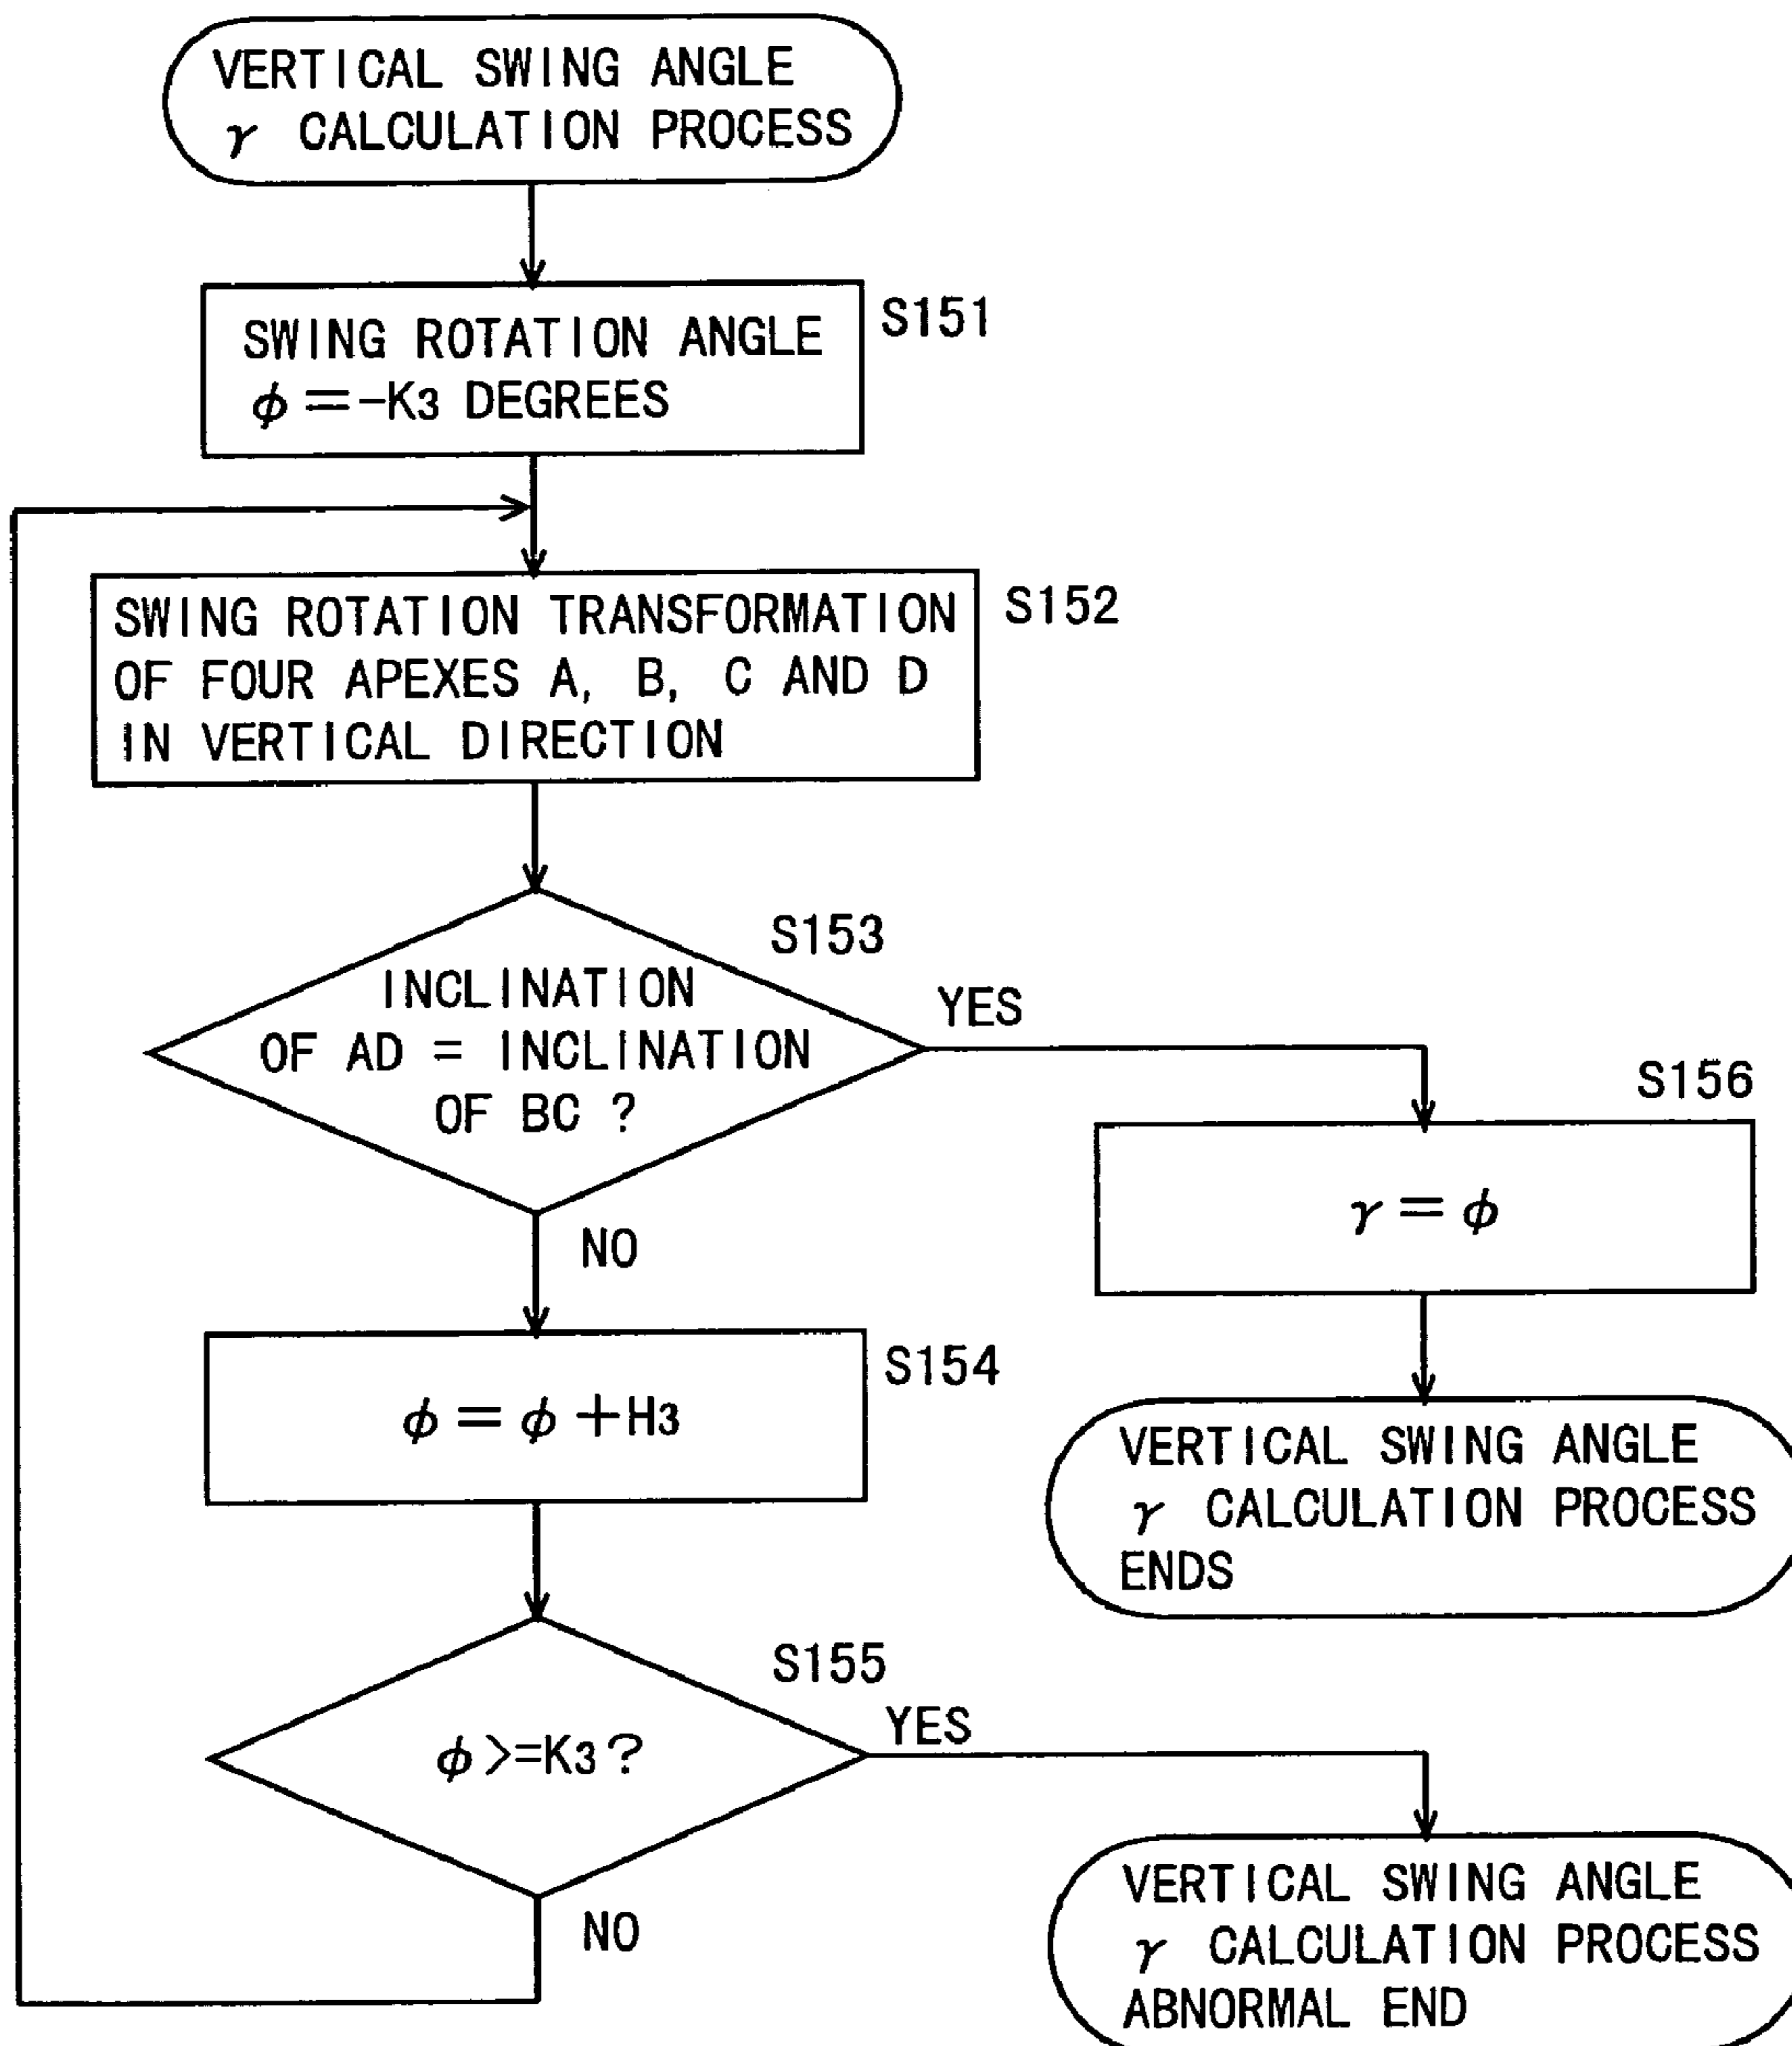 VERTICAL SWING ANGLE
γ CALCULATION PROCESS
SWING ROTATION ANGLE
ϕ=-K3 DEGREES
S151
SWING ROTATION TRANSFORMATION
OF FOUR APEXES A, B, C AND D
IN VERTICAL DIRECTION
S152
S153
INCLINATION
OF AD = INCLINATION
OF BC ?
YES
NO
S156
γ=ϕ
VERTICAL SWING ANGLE
γ CALCULATION PROCESS
ENDS
S154
ϕ=ϕ+H3
S155
ϕ>=K3?
YES
NO
VERTICAL SWING ANGLE
γ CALCULATION PROCESS
ABNORMAL END